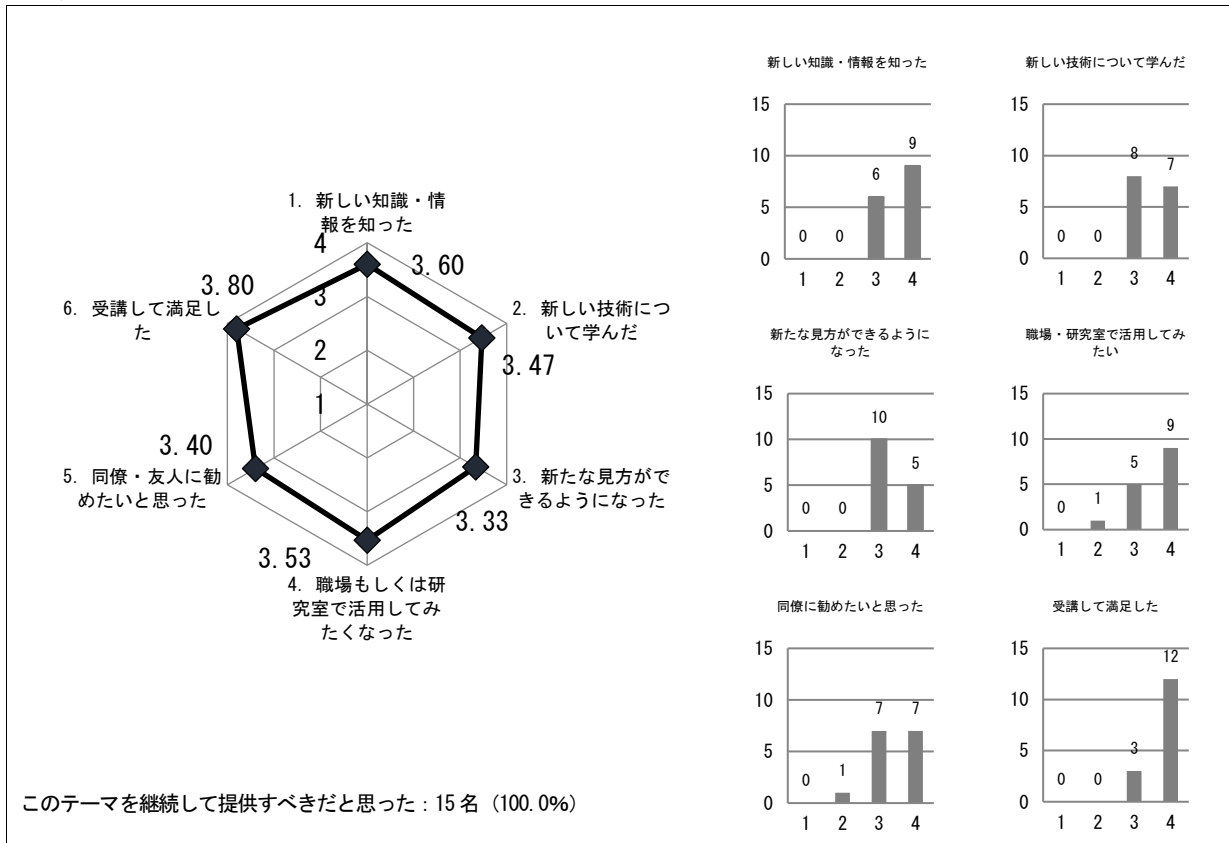 1. 新しい知識・情
報を知った
4
3
2
1
3.60
2. 新しい技術につ
いて学んだ
3.47
3. 新たな見方がで
きるようになった
3.33
4. 職場もしくは研
究室で活用してみ
たくなった
3.53
5. 同僚・友人に勧
めたいと思った
3.40
6. 受講して満足し
た
3.80
このテーマを継続して提供すべきだと思った：15 名 (100.0%)
新しい知識・情報を知った
15
10
5
0
0 0 6 9
1 2 3 4
新しい技術について学んだ
15
10
5
0
0 0 8 7
1 2 3 4
新たな見方ができるように
なった
15
10
5
0
0 0 10 5
1 2 3 4
職場・研究室で活用してみ
たい
15
10
5
0
0 1 5 9
1 2 3 4
同僚に勧めたいと思った
15
10
5
0
0 1 7 7
1 2 3 4
受講して満足した
15
10
5
0
0 0 3 12
1 2 3 4